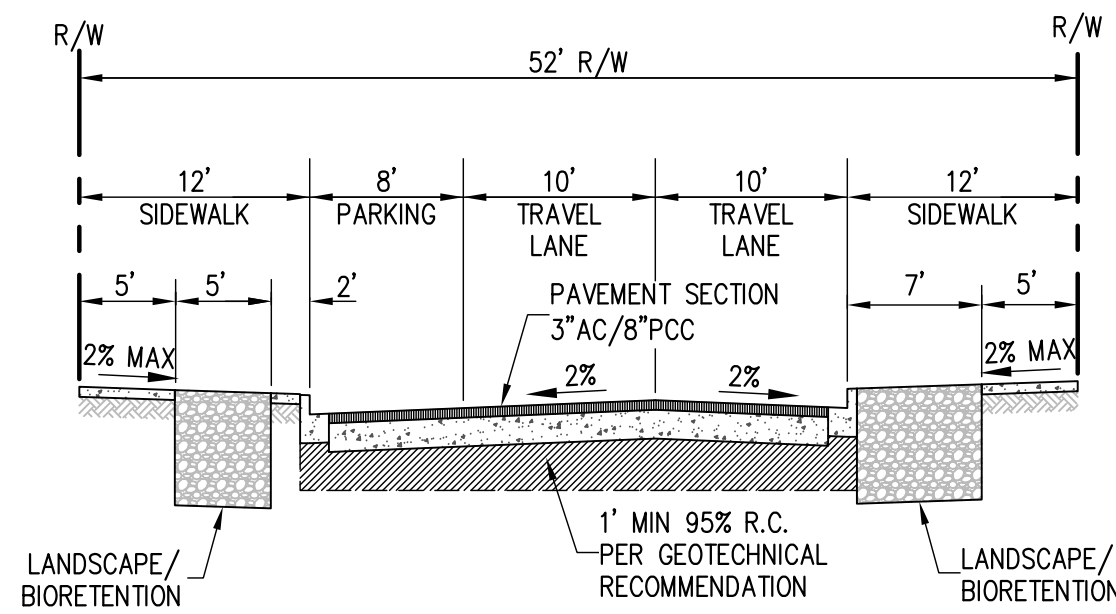 R/W
R/W
52' R/W
12'
8'
10'
10'
12'
SIDEWALK
PARKING
TRAVEL
LANE
TRAVEL
LANE
SIDEWALK
5'
5'
2'
7'
5'
PAVEMENT SECTION
3"AC/8"PCC
2% MAX
2%
2%
2% MAX
1' MIN 95% R.C.
PER GEOTECHNICAL
RECOMMENDATION
LANDSCAPE/
BIORETENTION
LANDSCAPE/
BIORETENTION